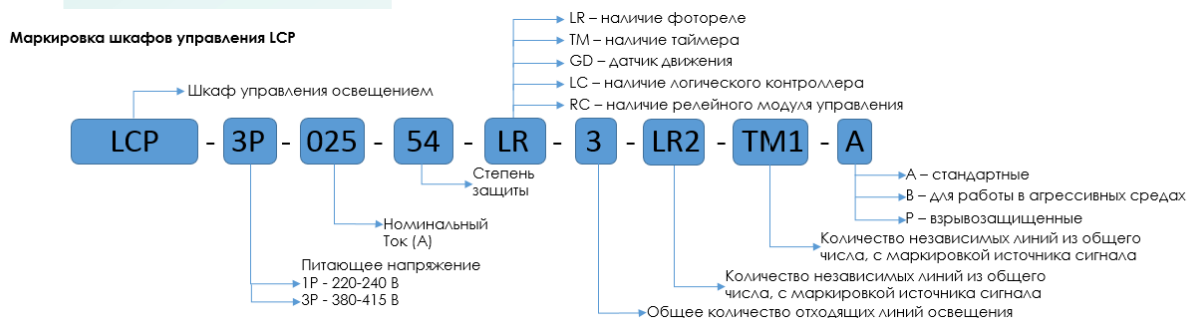 Маркировка шкафов управления LCP
LR – наличие фотореле
TM – наличие таймера
GD – датчик движения
LC – наличие логического контроллера
RC – наличие релейного модуля управления
Шкаф управления освещением
LCP - 3P - 025 - 54 - LR - 3 - LR2 - TM1 - A
Степень
защиты
Номинальный
Ток (А)
Питающее напряжение
1P - 220-240 В
3P - 380-415 В
А – стандартные
В – для работы в агрессивных средах
Р – взрывозащищенные
Количество независимых линий из общего
числа, с маркировкой источника сигнала
Количество независимых линий из общего
числа, с маркировкой источника сигнала
Общее количество отходящих линий освещения